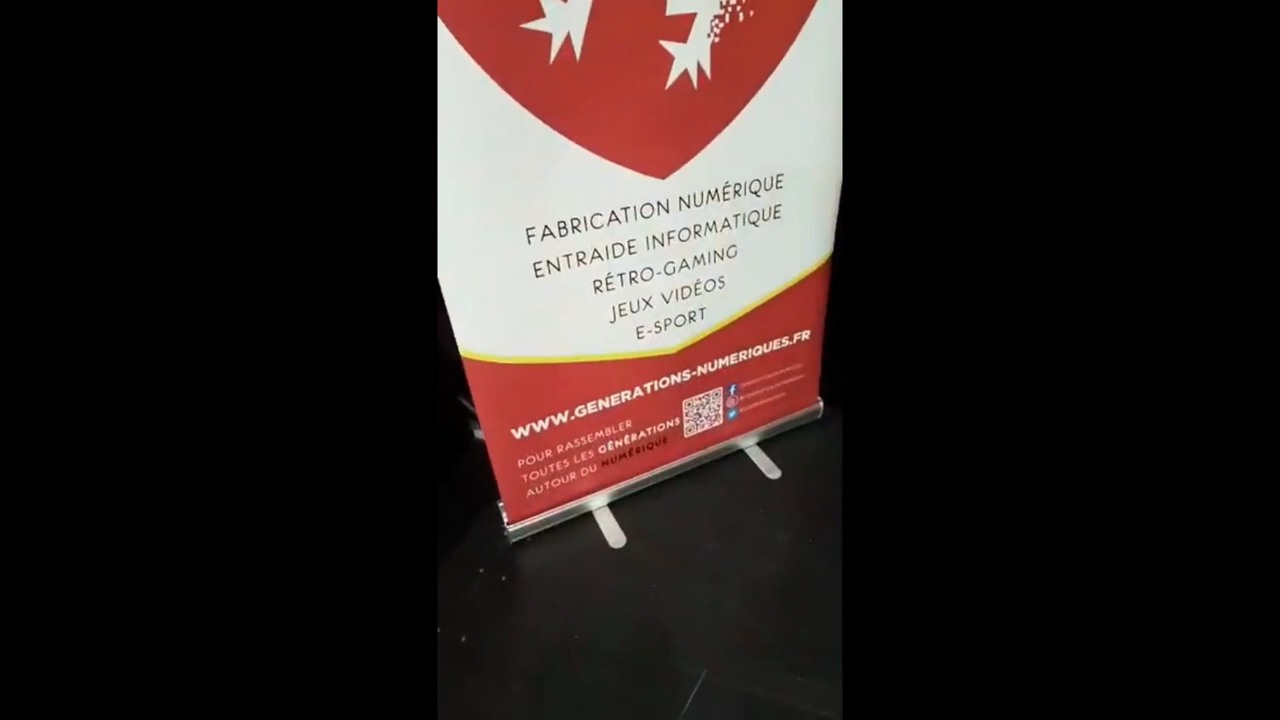 FABRICATION NUMÉRIQUE
ENTRAIDE INFORMATIQUE
RÉTRO-GAMING
JEUX VIDÉOS
E-SPORT
WWW.GENERATIONS-NUMERIQUES.FR
POUR RASSEMBLER
TOUTES LES GÉNÉRATIONS
AUTOUR DU NUMÉRIQUE